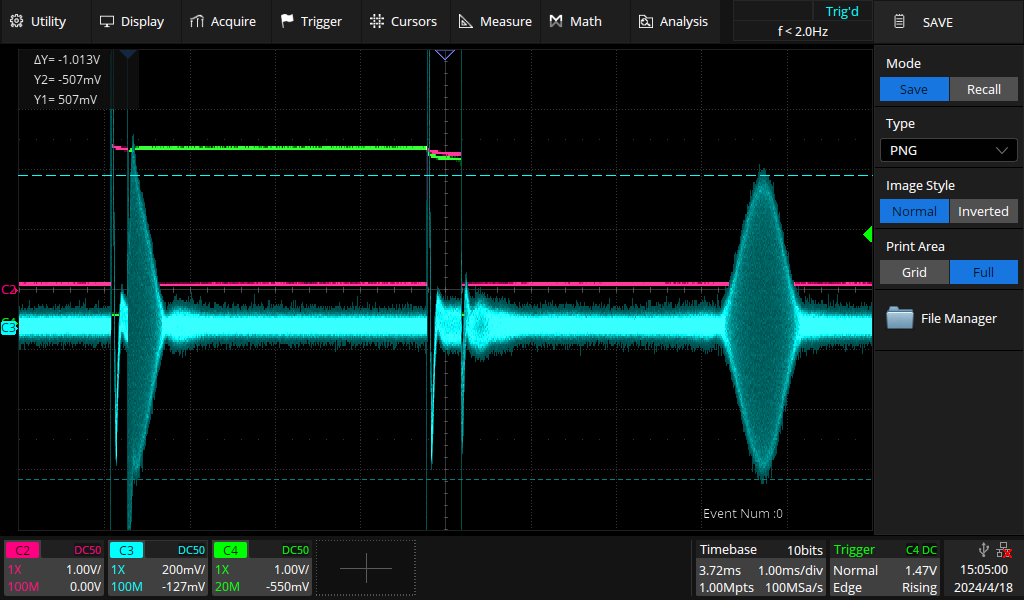 Utility Display Acquire Trigger Cursors Measure Math Analysis
Trig'd
f < 2.0Hz
SAVE
ΔY= -1.013V
Y2= -507mV
Y1= 507mV
Mode
Save Recall
Type
PNG
Image Style
Normal Inverted
Print Area
Grid Full
File Manager
C2
C3
Event Num :0
C2 DC50
1X 1.00V/
100M 0.00V
C3 DC50
1X 200mV/
100M -127mV
C4 DC50
1X 1.00V/
20M -550mV
Timebase 10bits
3.72ms 1.00ms/div
1.00Mpts 100MSa/s
Trigger C4 DC
Normal 1.47V
Edge Rising
15:05:00
2024/4/18